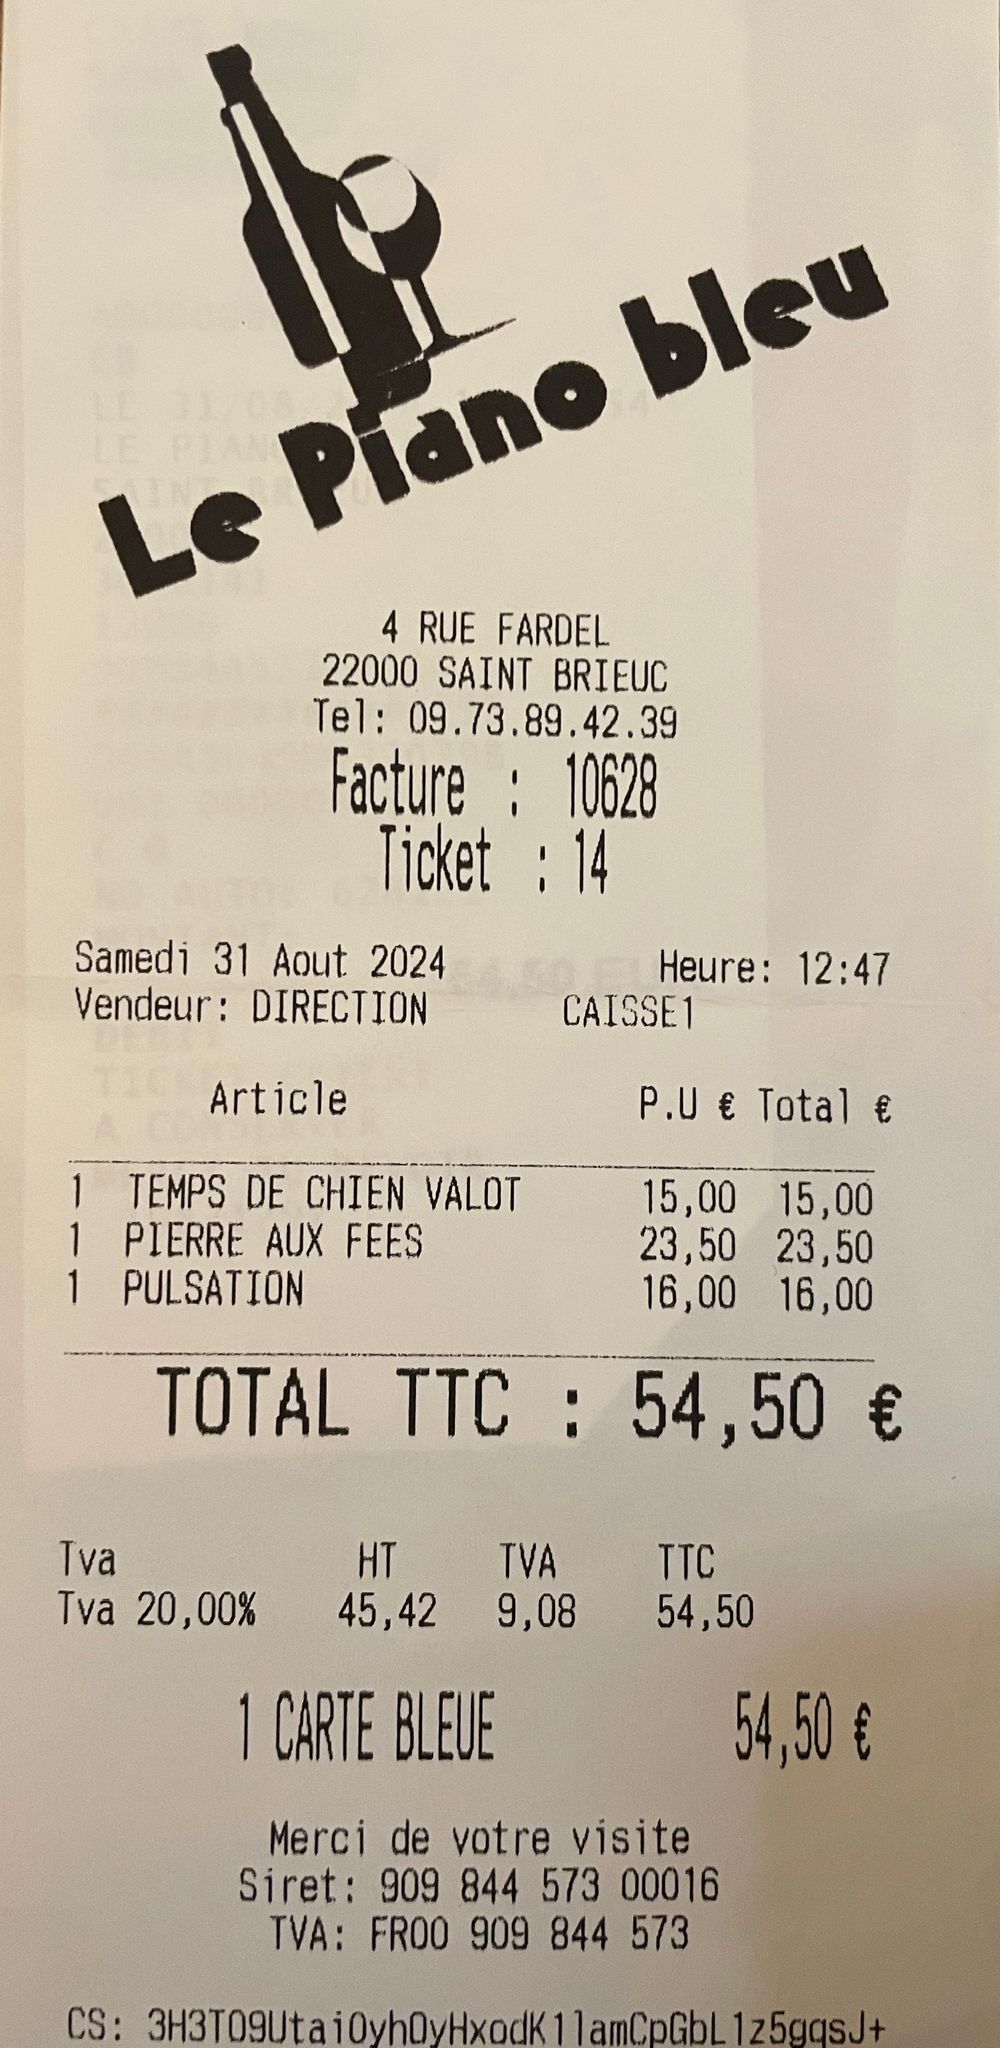 Le Piano bleu
4 RUE FARDEL
22000 SAINT BRIEUC
Tel: 09.73.89.42.39
Facture : 10628
Ticket : 14
Samedi 31 Aout 2024 Heure: 12:47
Vendeur: DIRECTION CAISSE1
Article P.U € Total €
1 TEMPS DE CHIEN VALOT 15,00 15,00
1 PIERRE AUX FEES 23,50 23,50
1 PULSATION 16,00 16,00
TOTAL TTC : 54,50 €
Tva HT TVA TTC
Tva 20,00% 45,42 9,08 54,50
1 CARTE BLEUE 54,50 €
Merci de votre visite
Siret: 909 844 573 00016
TVA: FR00 909 844 573
CS: